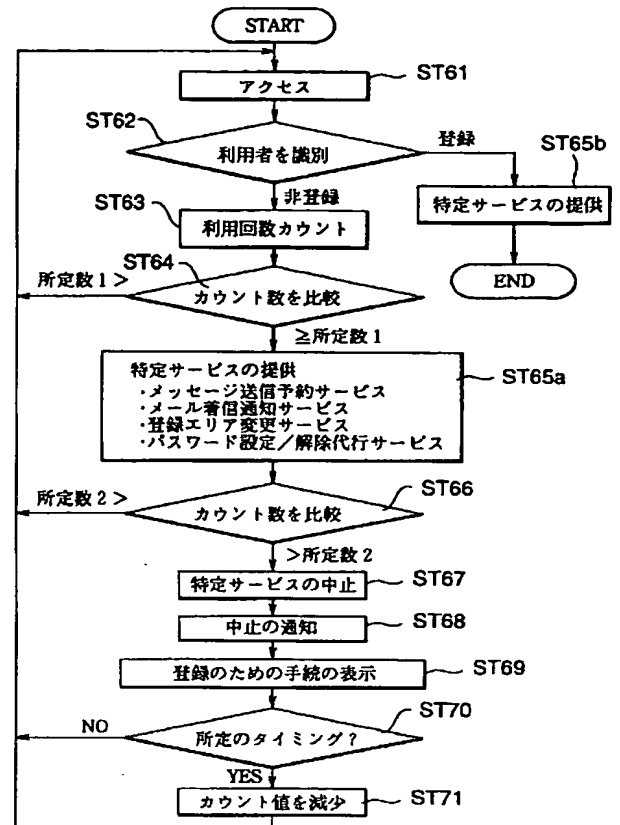 START
アクセス
ST61
ST62
利用者を識別
登録
ST65b
特定サービスの提供
END
非登録
ST63
利用回数カウント
ST64
所定数1>
カウント数を比較
≧所定数1
特定サービスの提供
・メッセージ送信予約サービス
・メール着信通知サービス
・登録エリア変更サービス
・パスワード設定／解除代行サービス
ST65a
所定数2>
カウント数を比較
ST66
>所定数2
特定サービスの中止
ST67
中止の通知
ST68
登録のための手続の表示
ST69
NO
所定のタイミング？
ST70
YES
カウント値を減少
ST71